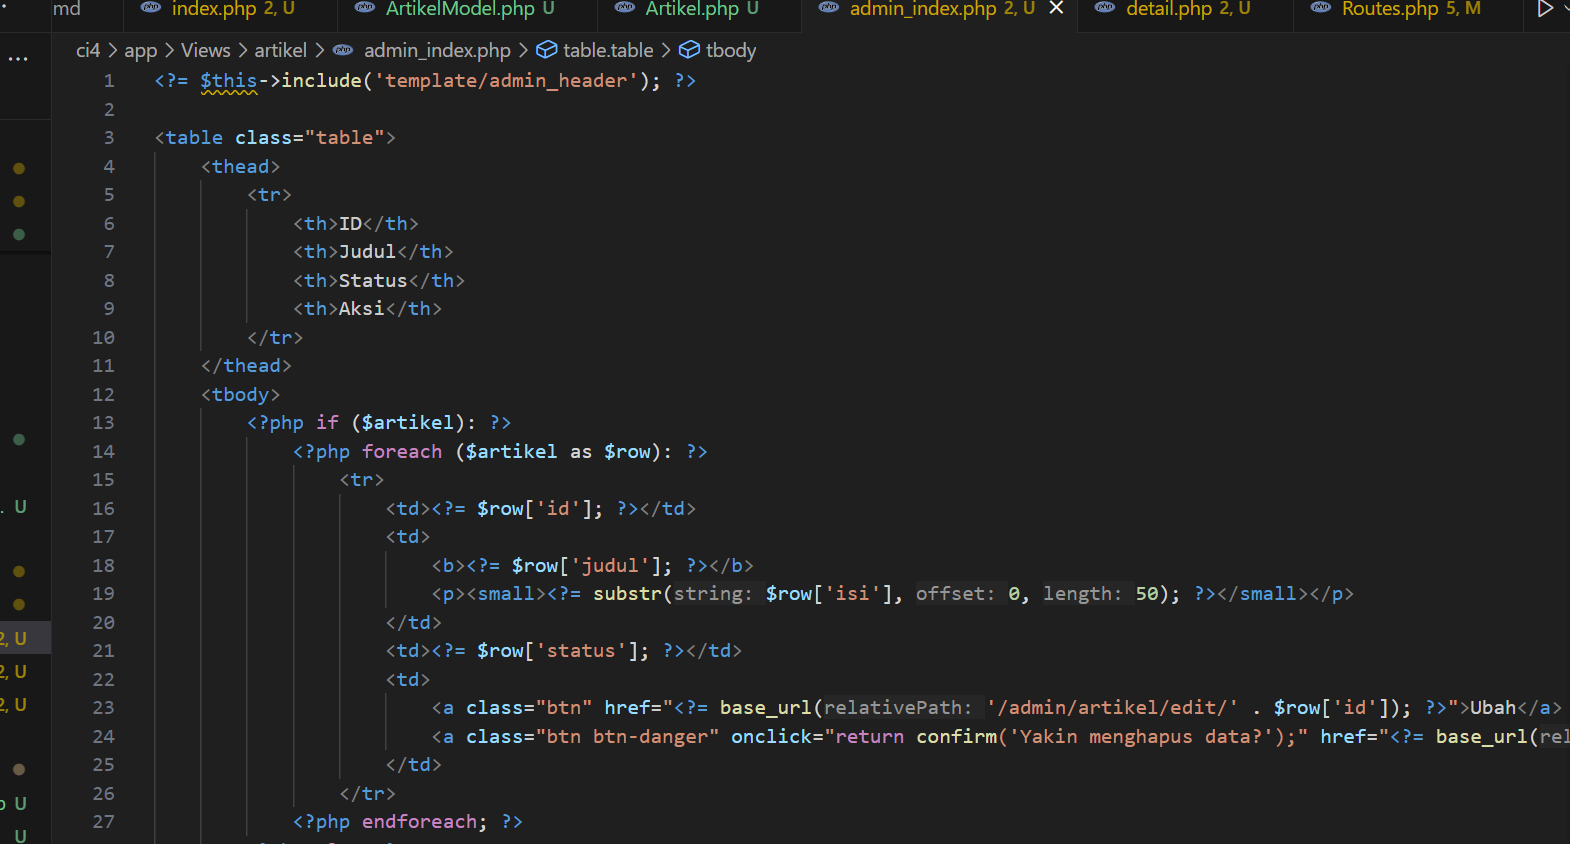 md index.php 2, U ArtikelModel.php U Artikel.php U admin_index.php 2, U detail.php 2, U Routes.php 5, M
ci4 > app > Views > artikel > admin_index.php > table.table > tbody
1 <?= $this->include('template/admin_header'); ?>
2
3 <table class="table">
4 <thead>
5 <tr>
6 <th>ID</th>
7 <th>Judul</th>
8 <th>Status</th>
9 <th>Aksi</th>
10 </tr>
11 </thead>
12 <tbody>
13 <?php if ($artikel): ?>
14 <?php foreach ($artikel as $row): ?>
15 <tr>
16 <td><?= $row['id']; ?></td>
17 <td>
18 <b><?= $row['judul']; ?></b>
19 <p><small><?= substr(string: $row['isi'], offset: 0, length: 50); ?></small></p>
20 </td>
21 <td><?= $row['status']; ?></td>
22 <td>
23 <a class="btn" href="<?= base_url(relativePath: '/admin/artikel/edit/' . $row['id']); ?>">Ubah</a>
24 <a class="btn btn-danger" onclick="return confirm('Yakin menghapus data?');" href="<?= base_url(rel
25 </td>
26 </tr>
27 <?php endforeach; ?>
U
2, U
2, U
2, U
U
U